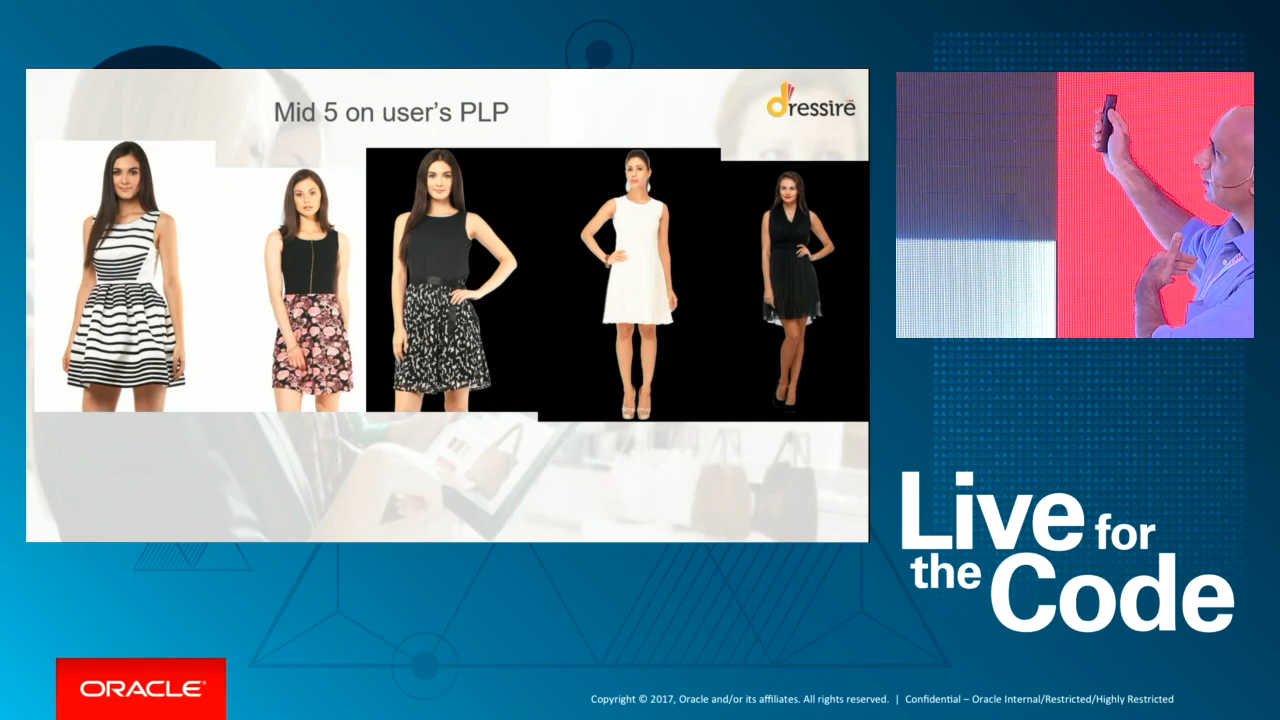 Mid 5 on user's PLP
dressire
Live for
the Code
ORACLE
Copyright © 2017, Oracle and/or its affiliates. All rights reserved. | Confidential – Oracle Internal/Restricted/Highly Restricted